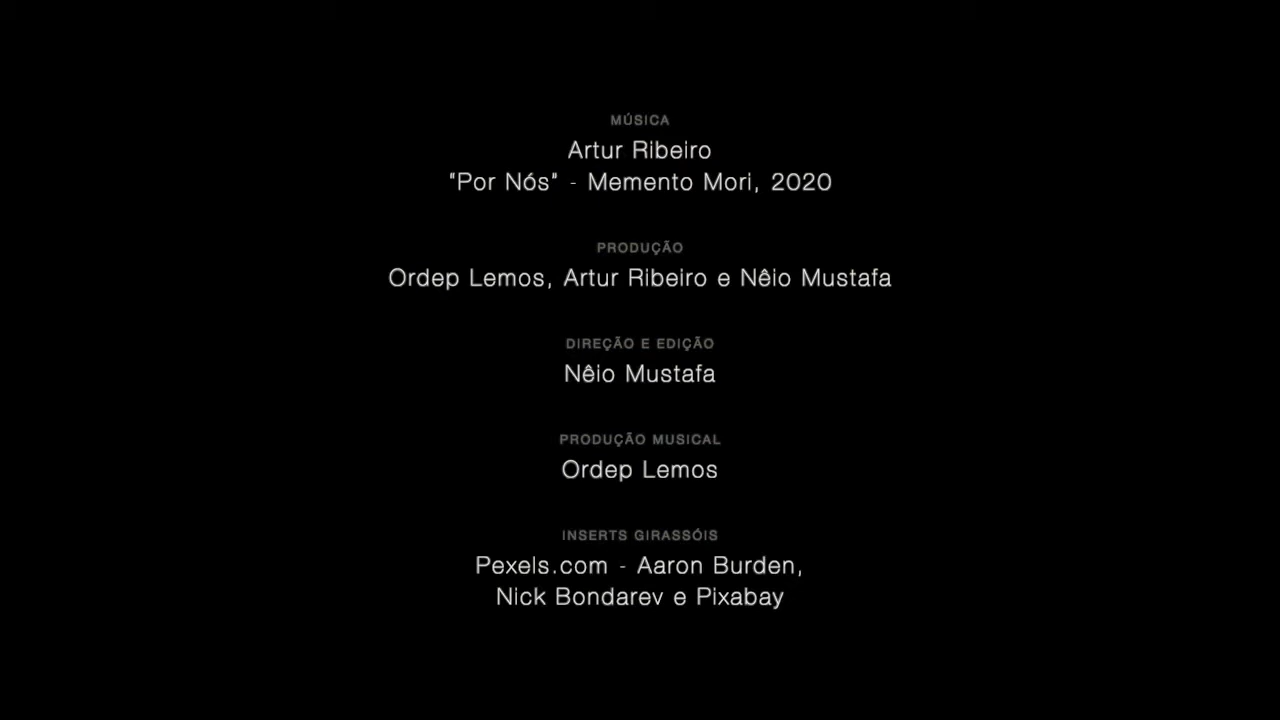 MÚSICA
Artur Ribeiro
"Por Nós" - Memento Mori, 2020
PRODUÇÃO
Ordep Lemos, Artur Ribeiro e Nêio Mustafa
DIREÇÃO E EDIÇÃO
Nêio Mustafa
PRODUÇÃO MUSICAL
Ordep Lemos
INSERTS GIRASSÓIS
Pexels.com - Aaron Burden,
Nick Bondarev e Pixabay